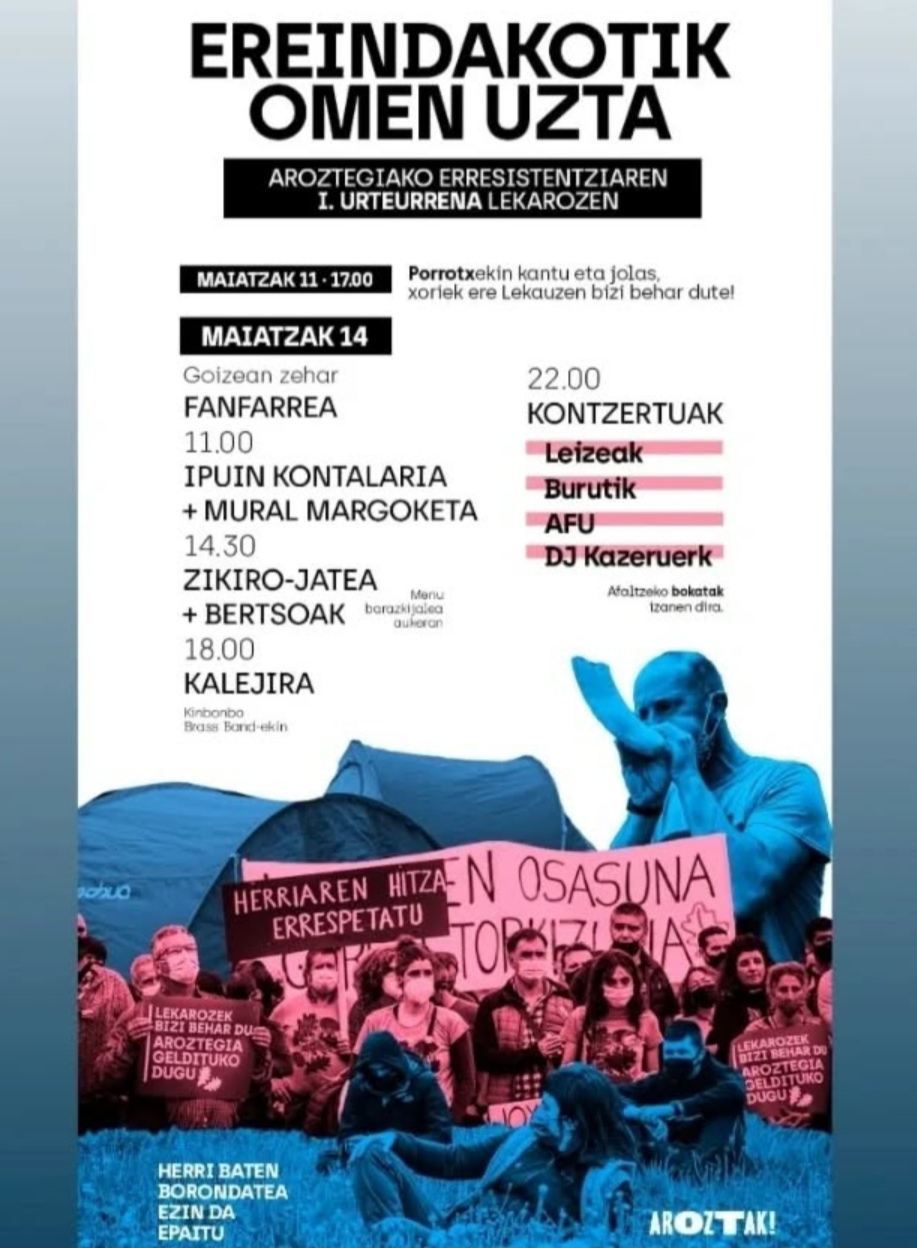 EREINDAKOTIK
OMEN UZTA
AROZTEGIAKO ERRESISTENTZIAREN
I. URTEURRENA LEKAROZEN
MAIATZAK 11 · 17.00
Porrotxekin kantu eta jolas,
xoriek ere Lekauzen bizi behar dute!
MAIATZAK 14
Goizean zehar
FANFARREA
11.00
IPUIN KONTALARIA
+ MURAL MARGOKETA
14.30
ZIKIRO-JATEA
+ BERTSOAK
Menu
barazkijalea
aukeran
18.00
KALEJIRA
Kinbonbo
Brass Band-ekin
22.00
KONTZERTUAK
Leizeak
Burutik
AFU
DJ Kazeruerk
Afaltzeko bokatak
izanen dira.
HERRIAREN HITZA
ERRESPETATU
EN OSASUNA
LEKAROZEK
BIZI BEHAR DU
AROZTEGIA
GELDITUKO
DUGU
LEKAROZEK
BIZI BEHAR DU
AROZTEGIA
GELDITUKO
DUGU
HERRI BATEN
BORONDATEA
EZIN DA
EPAITU
AROZTAK!